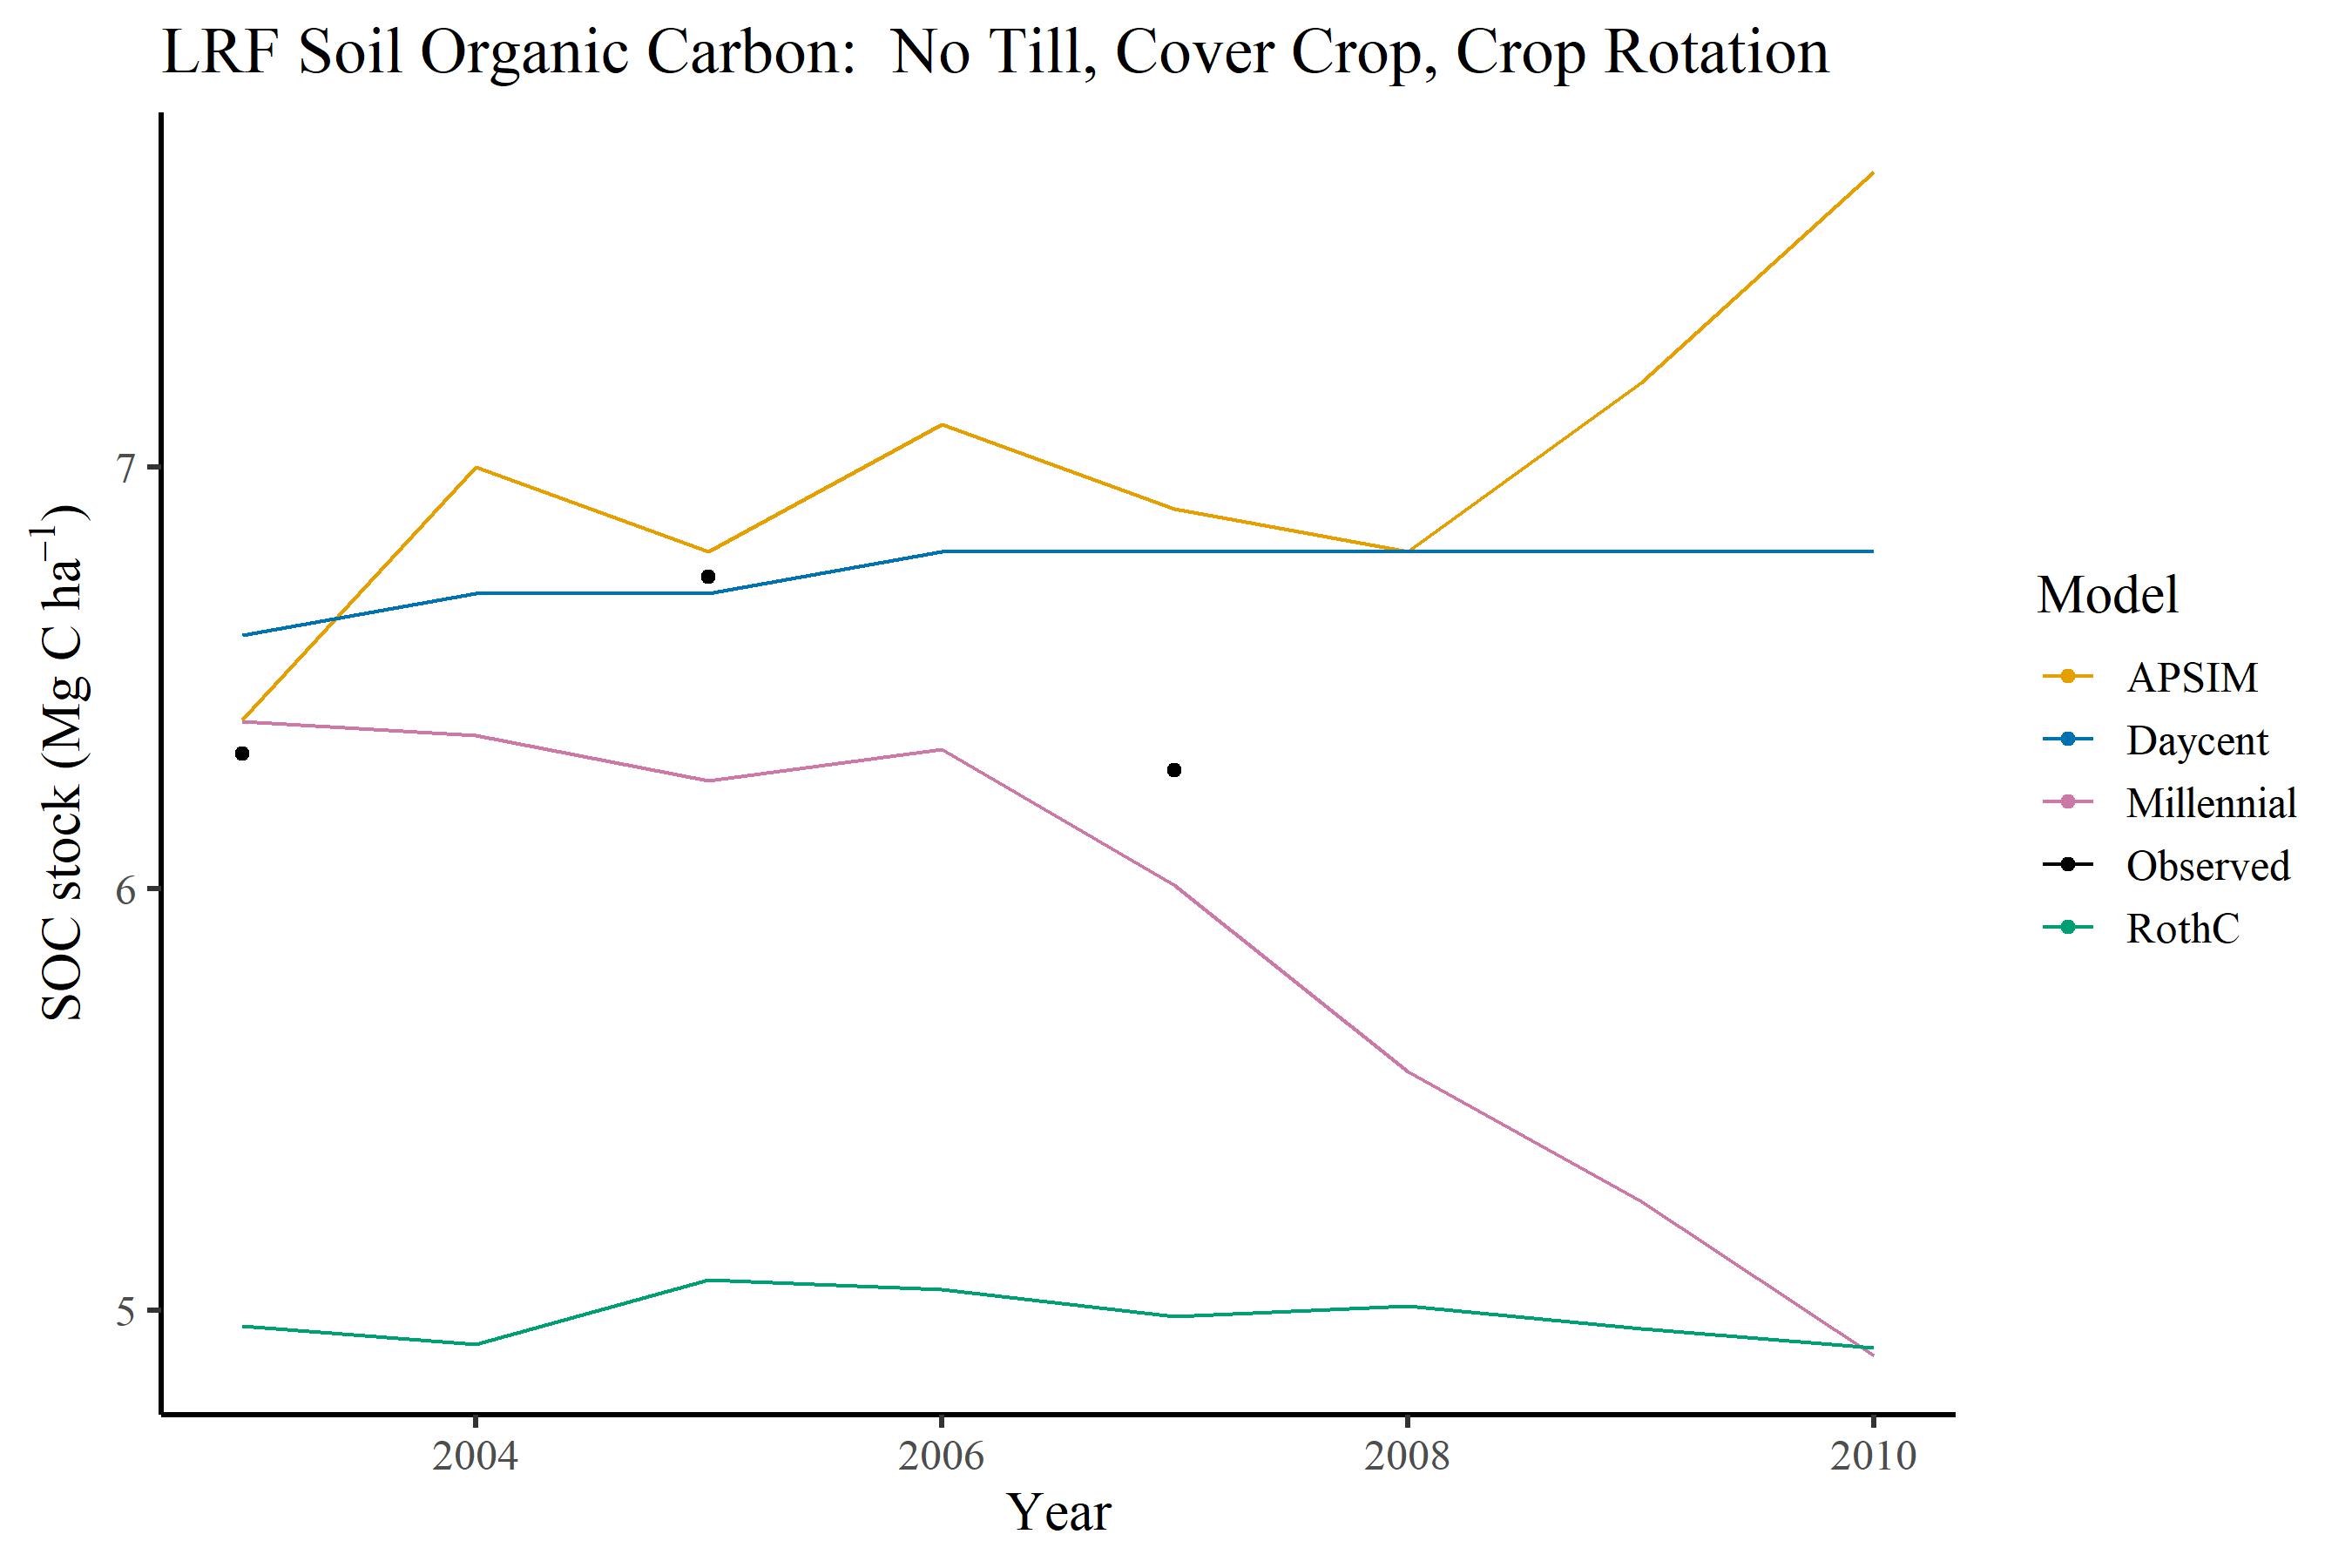 LRF Soil Organic Carbon:  No Till, Cover Crop, Crop Rotation
SOC stock (Mg C ha⁻¹)
7
6
5
2004
2006
2008
2010
Year
Model
APSIM
Daycent
Millennial
Observed
RothC